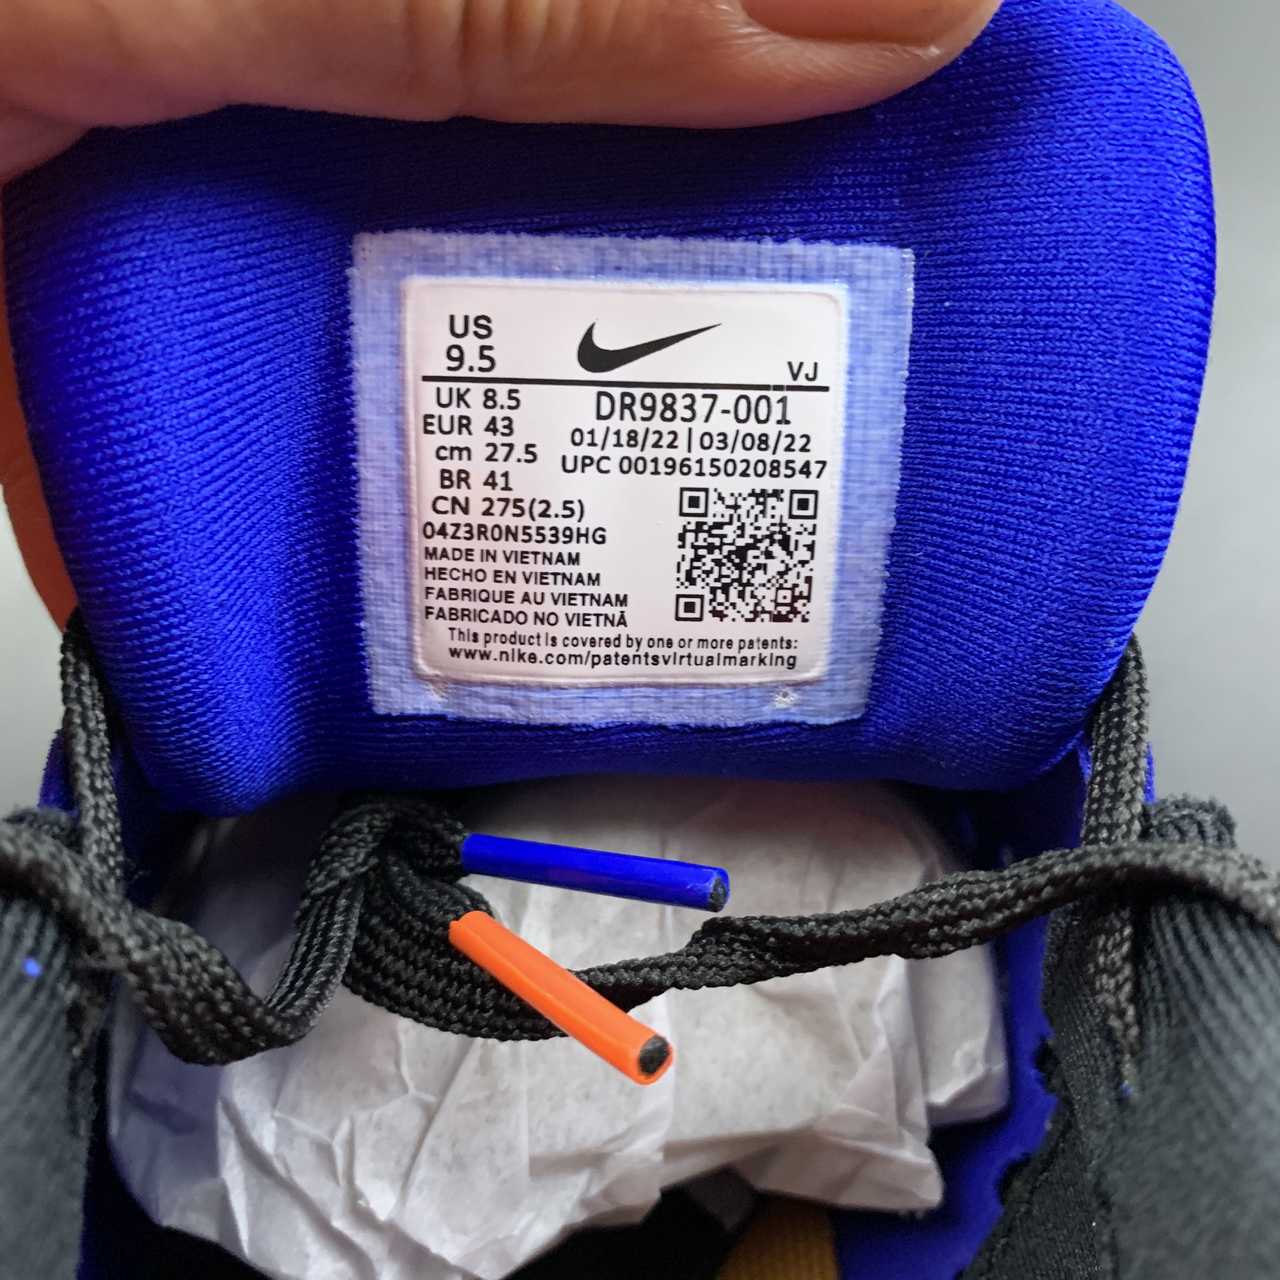 US
9.5
VJ
UK 8.5
EUR 43
cm 27.5
BR 41
CN 275(2.5)
DR9837-001
01/18/22 | 03/08/22
UPC 00196150208547
04Z3R0N5539HG
MADE IN VIETNAM
HECHO EN VIETNAM
FABRIQUE AU VIETNAM
FABRICADO NO VIETNÃ
This product is covered by one or more patents:
www.nike.com/patentsvirtualmarking